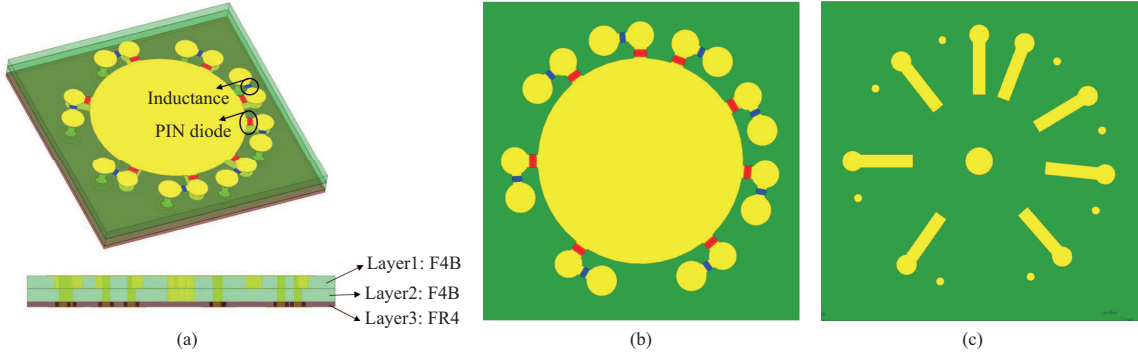 Inductance
PIN diode
Layer1: F4B
Layer2: F4B
Layer3: FR4
(a)
(b)
(c)